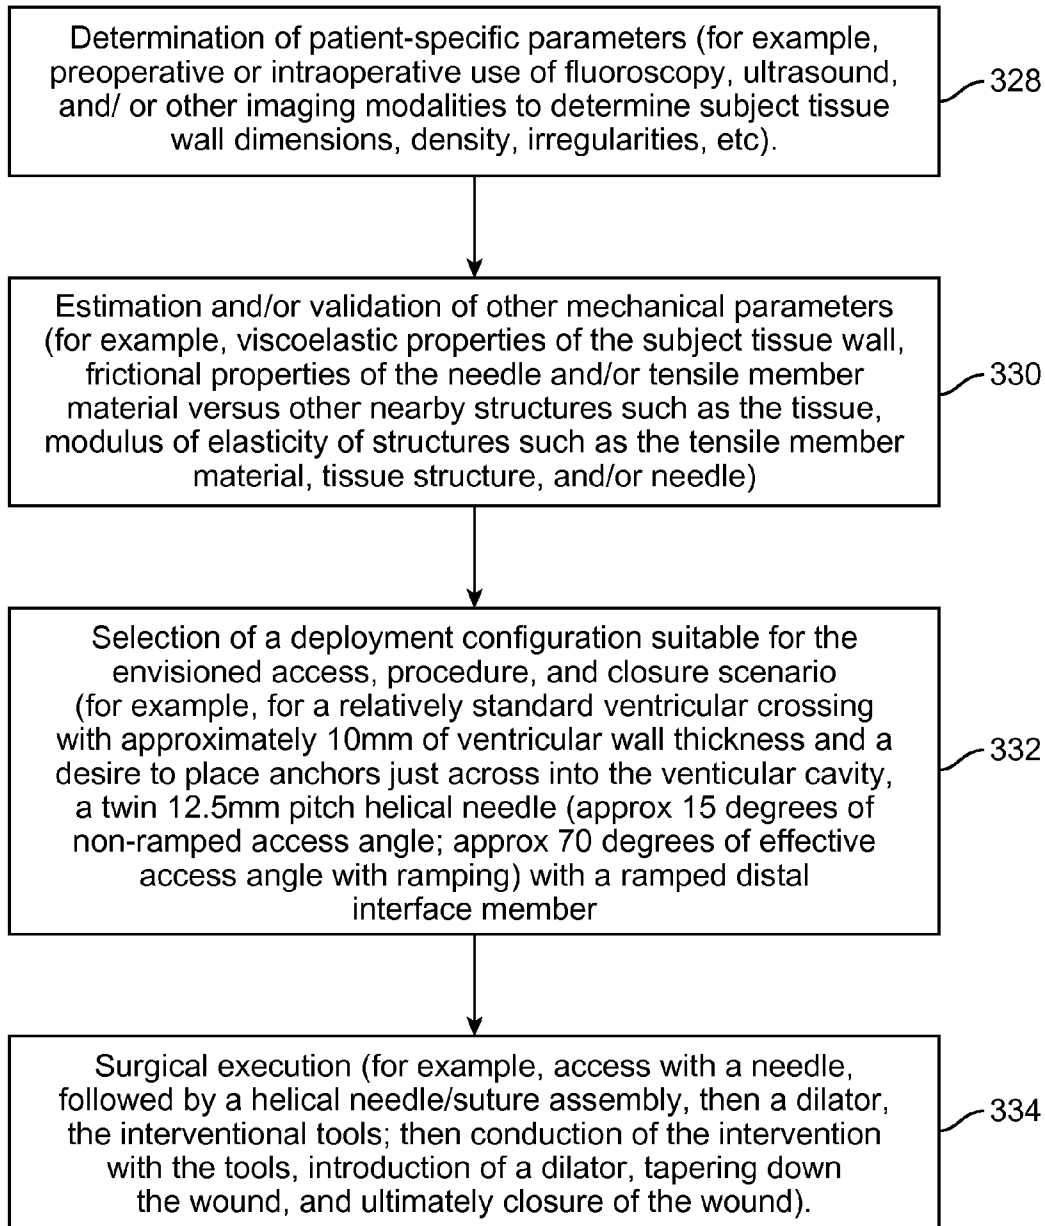 Determination of patient-specific parameters (for example,
preoperative or intraoperative use of fluoroscopy, ultrasound,
and/ or other imaging modalities to determine subject tissue
wall dimensions, density, irregularities, etc).
328
Estimation and/or validation of other mechanical parameters
(for example, viscoelastic properties of the subject tissue wall,
frictional properties of the needle and/or tensile member
material versus other nearby structures such as the tissue,
modulus of elasticity of structures such as the tensile member
material, tissue structure, and/or needle)
330
Selection of a deployment configuration suitable for the
envisioned access, procedure, and closure scenario
(for example, for a relatively standard ventricular crossing
with approximately 10mm of ventricular wall thickness and a
desire to place anchors just across into the venticular cavity,
a twin 12.5mm pitch helical needle (approx 15 degrees of
non-ramped access angle; approx 70 degrees of effective
access angle with ramping) with a ramped distal
interface member
332
Surgical execution (for example, access with a needle,
followed by a helical needle/suture assembly, then a dilator,
the interventional tools; then conduction of the intervention
with the tools, introduction of a dilator, tapering down
the wound, and ultimately closure of the wound).
334